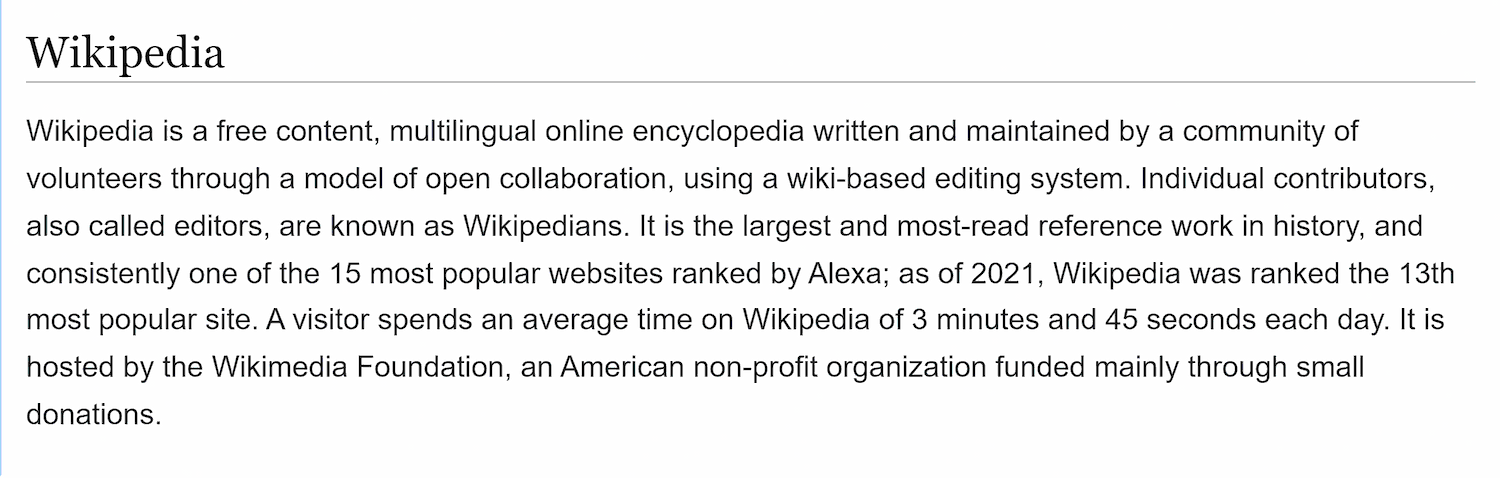 Wikipedia
Wikipedia is a free content, multilingual online encyclopedia written and maintained by a community of
volunteers through a model of open collaboration, using a wiki-based editing system. Individual contributors,
also called editors, are known as Wikipedians. It is the largest and most-read reference work in history, and
consistently one of the 15 most popular websites ranked by Alexa; as of 2021, Wikipedia was ranked the 13th
most popular site. A visitor spends an average time on Wikipedia of 3 minutes and 45 seconds each day. It is
hosted by the Wikimedia Foundation, an American non-profit organization funded mainly through small
donations.